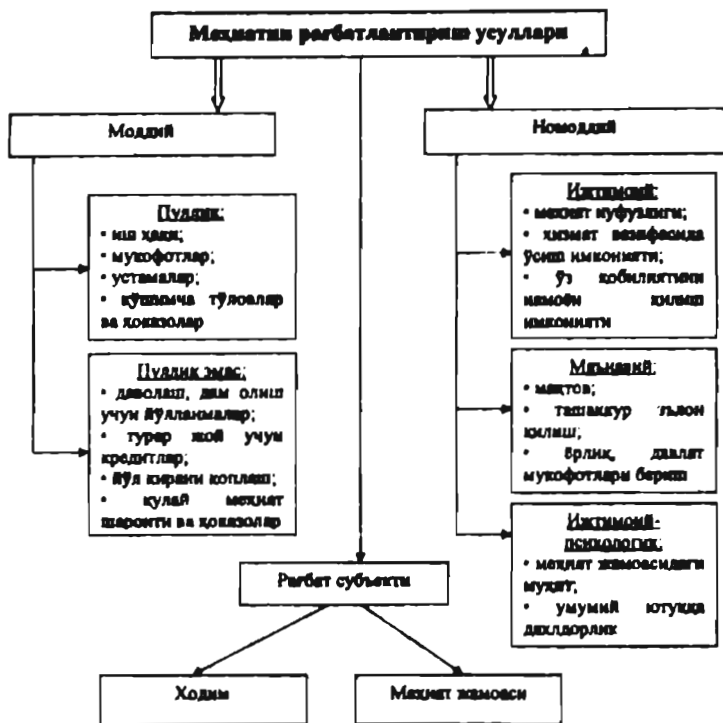 Меҳнатни рағбатлантириш усуллари
Моддий
Номоддий
Пуллик:
• иш ҳақи;
• мукофотлар;
• устамалар;
• қўшимча тўловлар
ва ҳоказолар
Пуллик эмас:
• даволаш, дам олиш
учун йўлланмалар;
• турар жой учун
кредитлар;
• йўл кирани қоплаш;
• қулай меҳнат
шароити ва ҳоказолар
Ижтимоий:
• меҳнат нуфузлиги;
• хизмат вазифасида
ўсиш имконияти;
• ўз қобилиятини
намоён қилиш
имконияти
Маънавий:
• мақтов;
• ташаккур эълон
қилиш;
• ёрлиқ, давлат
мукофотлари бериш
Ижтимоий-
психологик:
• меҳнат жамоасидаги
муҳит;
• умумий ютуққа
дахлдорлик
Рағбат субъекти
Ходим
Меҳнат жамоаси